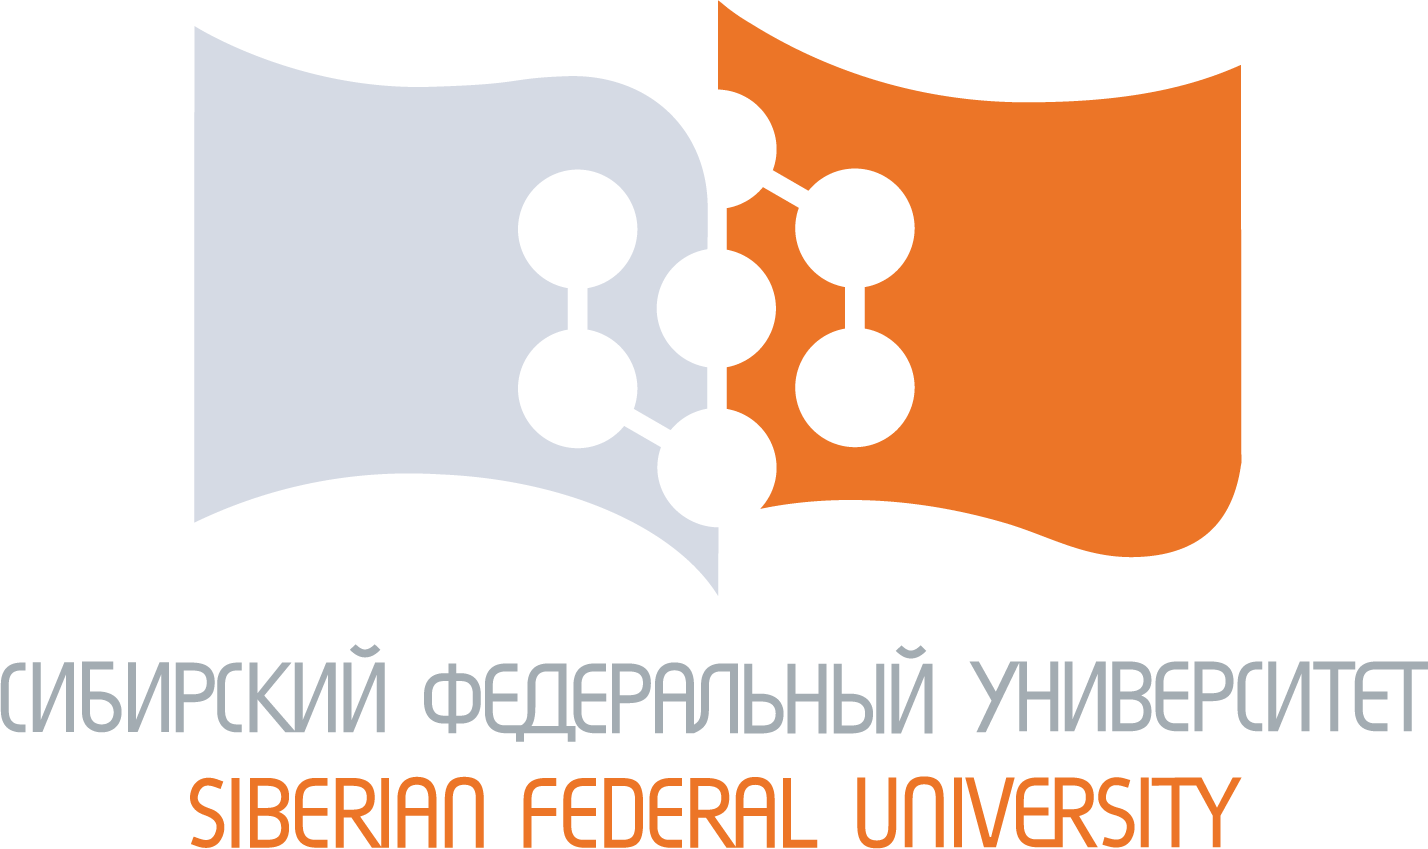 СИБИРСКИЙ ФЕДЕРАЛЬНЫЙ УНИВЕРСИТЕТ
SIBERIAN FEDERAL UNIVERSITY